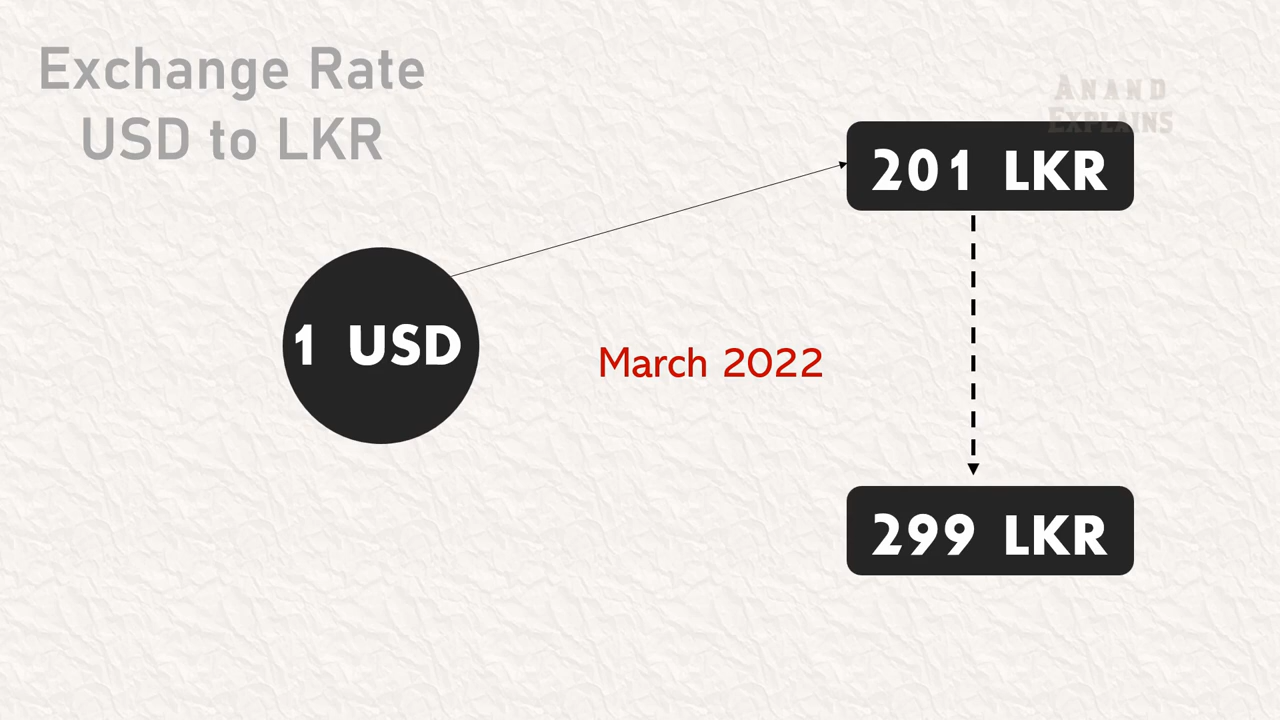 Exchange Rate
USD to LKR
ANAND
EXPLAINS
201 LKR
1 USD
March 2022
299 LKR